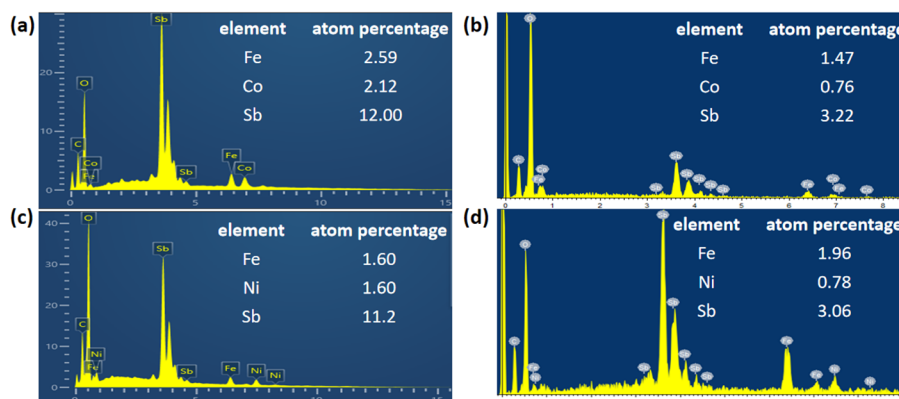 (a)
Sb
element atom percentage
Fe 2.59
Co 2.12
Sb 12.00
O
C
Co
Fe
Sb
Fe
Co
20
10
0
0 5 10 15
(b)
O
element atom percentage
Fe 1.47
Co 0.76
Sb 3.22
C
0 1 2 3 4 5 6 7 8
(c)
O
Sb
element atom percentage
Fe 1.60
Ni 1.60
Sb 11.2
C
Ni
Fe
Sb
Fe
Ni
Ni
40
30
20
10
0
0 5 10 15
(d)
element atom percentage
Fe 1.96
Ni 0.78
Sb 3.06